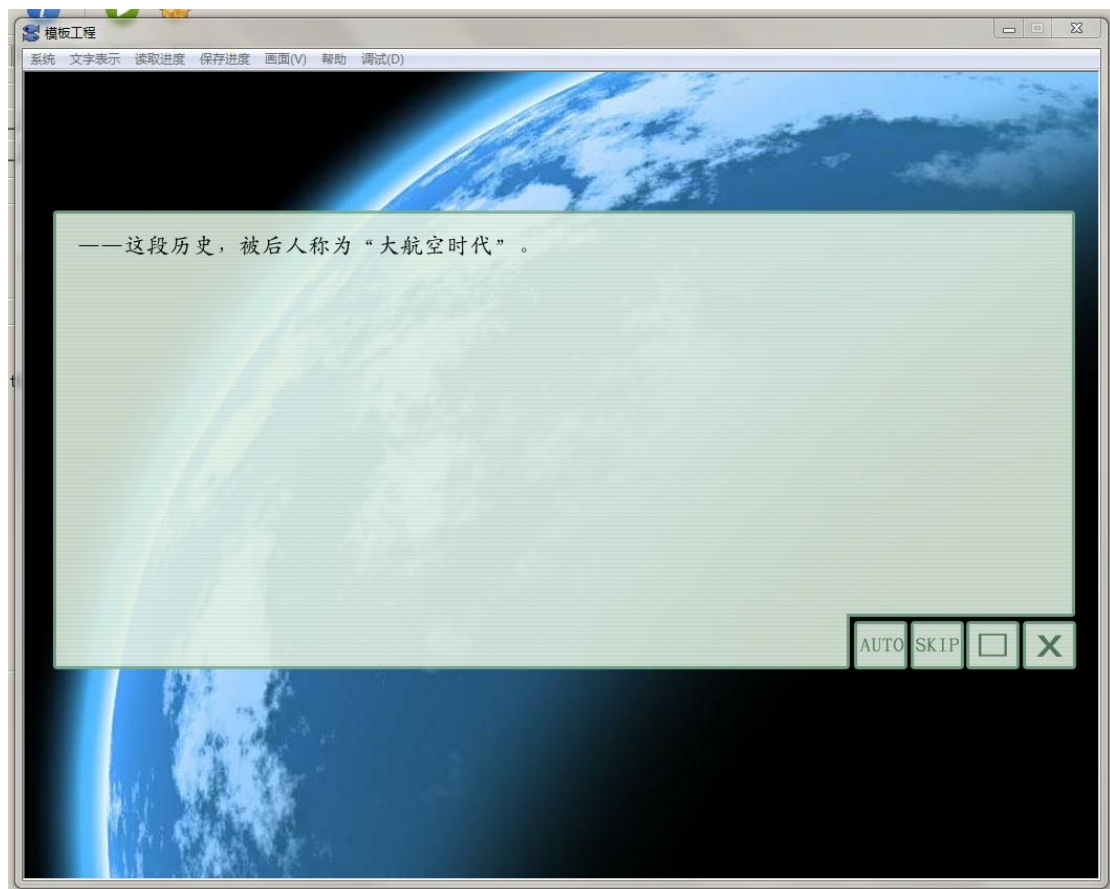 模板工程
系统 文字表示 读取进度 保存进度 画面(V) 帮助 调试(D)
——这段历史，被后人称为“大航空时代”。
AUTO SKIP